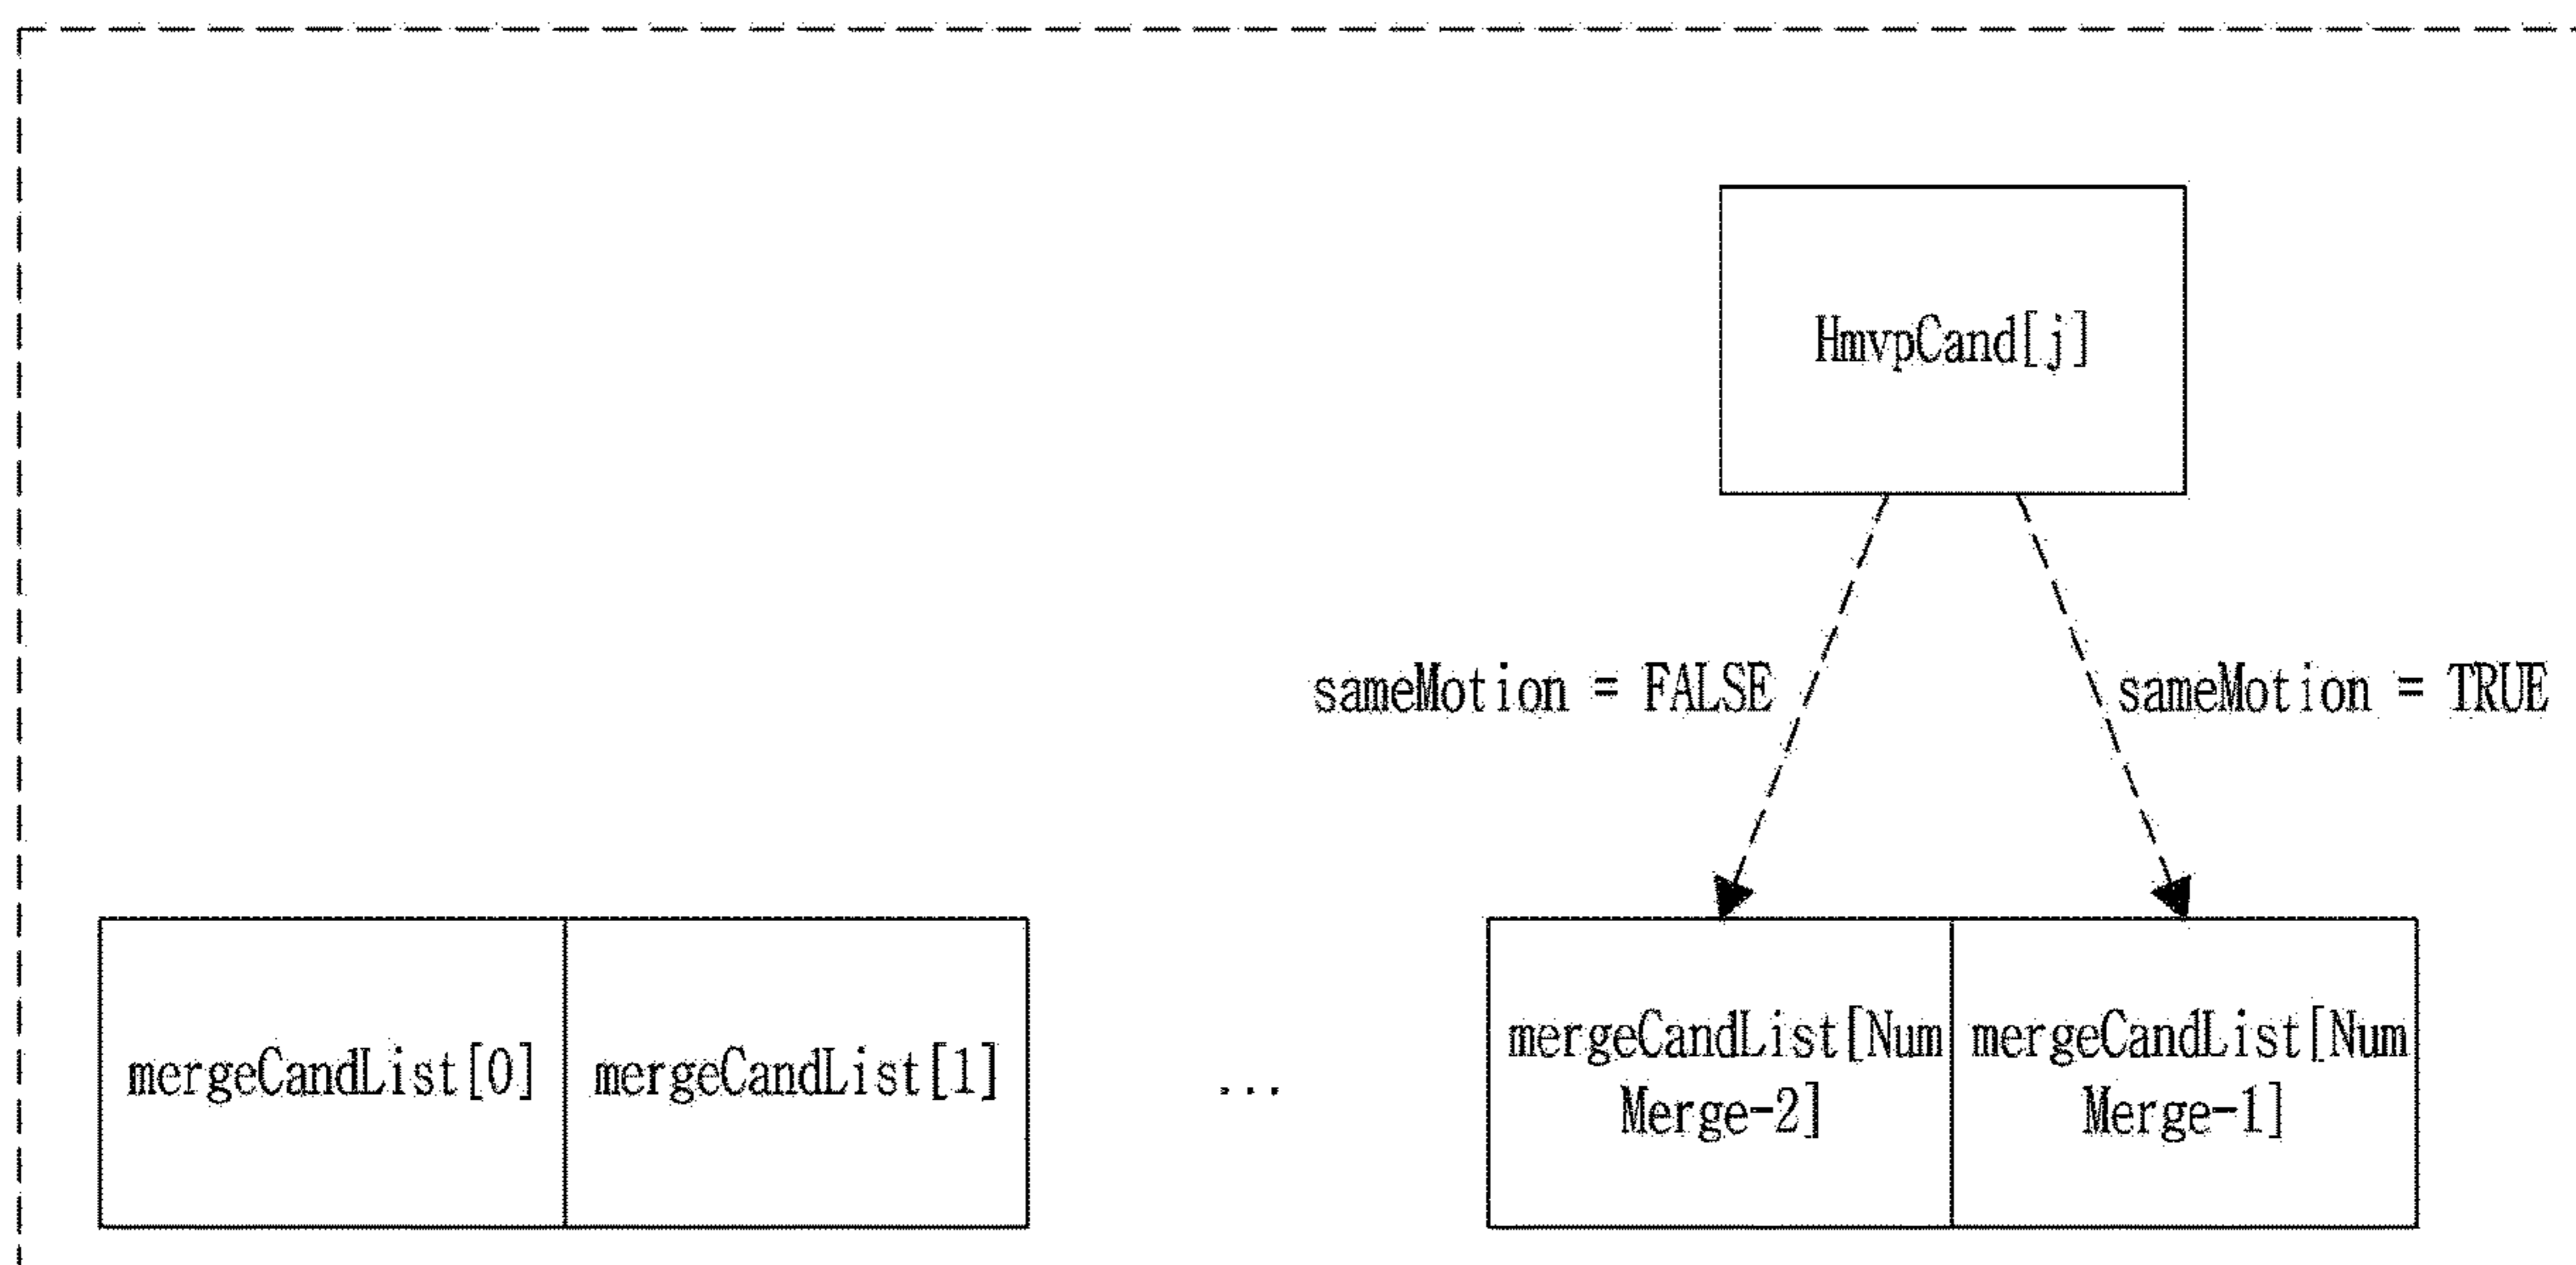 HmvpCand[j]
sameMotion = FALSE
sameMotion = TRUE
mergeCandList[0]
mergeCandList[1]
...
mergeCandList[Num
Merge-2]
mergeCandList[Num
Merge-1]